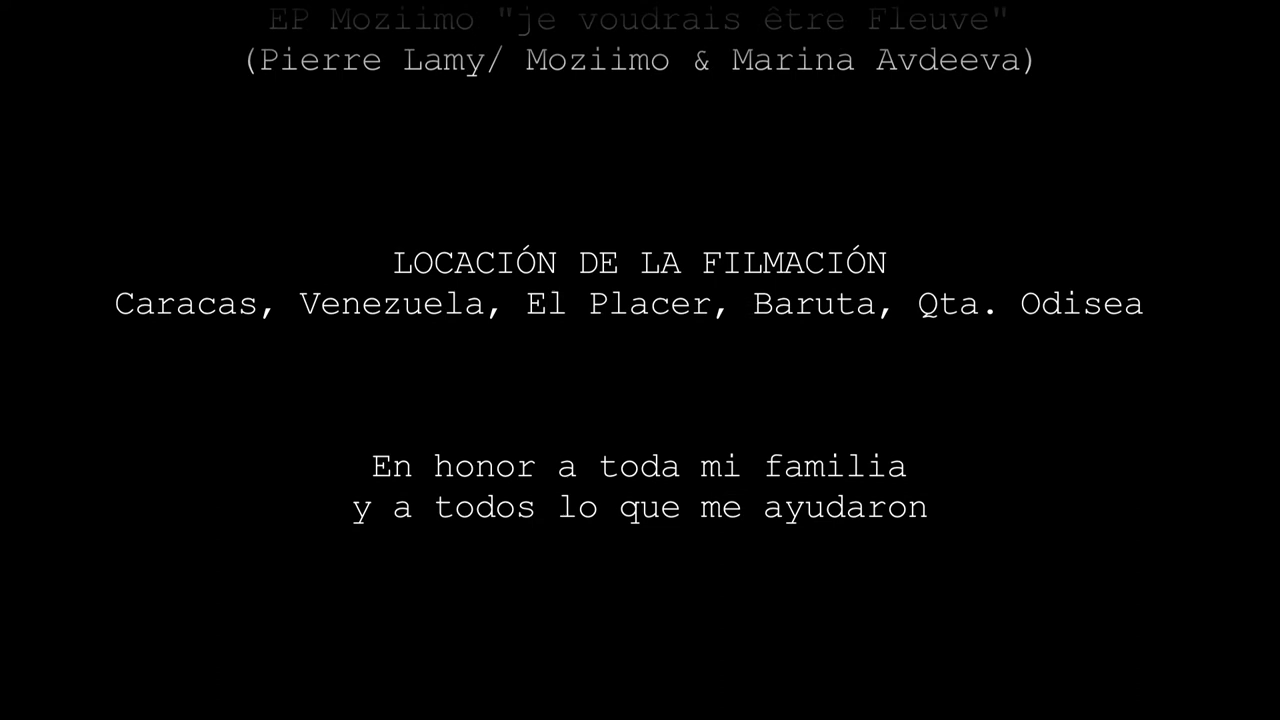 EP Moziimo "je voudrais être Fleuve"
(Pierre Lamy/ Moziimo & Marina Avdeeva)
LOCACIÓN DE LA FILMACIÓN
Caracas, Venezuela, El Placer, Baruta, Qta. Odisea
En honor a toda mi familia
y a todos lo que me ayudaron